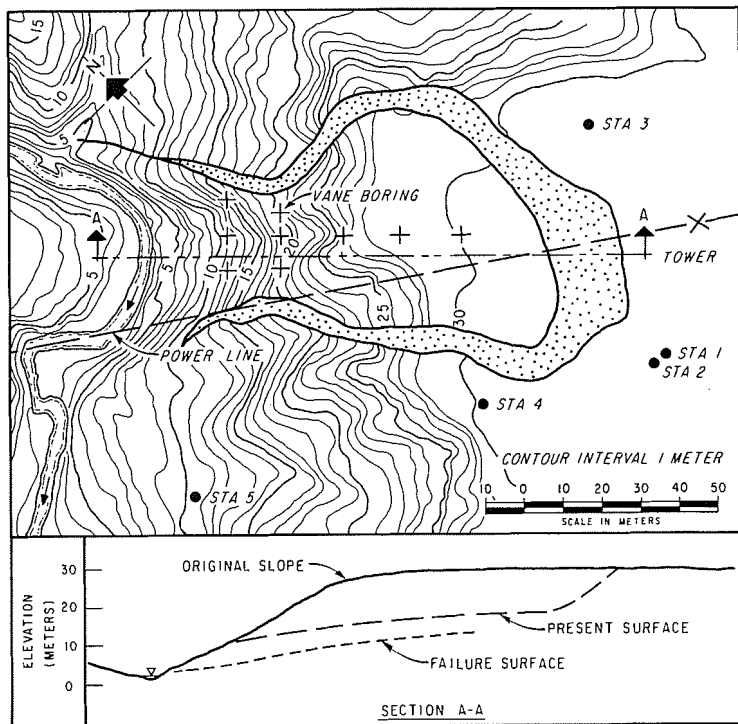 15
N
10
5
STA 3
VANE BORING
A
A
20
TOWER
5
5
10
15
25
30
POWER LINE
STA 1
STA 2
STA 4
CONTOUR INTERVAL 1 METER
STA 5
10 0 10 20 30 40 50
SCALE IN METERS
30
ORIGINAL SLOPE
20
ELEVATION
(METERS)
PRESENT SURFACE
10
FAILURE SURFACE
0
SECTION A-A